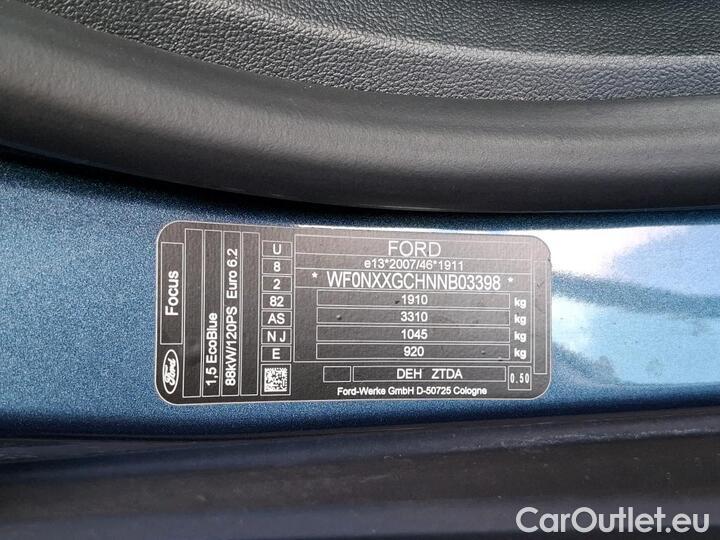 Ford
Focus
1,5 EcoBlue
88kW/120PS Euro 6.2
U
8
2
82
AS
N J
E
FORD
e13*2007/46*1911
* WF0NXXGCHNNB03398 *
1910 kg
3310 kg
1045 kg
920 kg
DEH ZTDA
0.50
Ford-Werke GmbH D-50725 Cologne
CarOutlet.eu